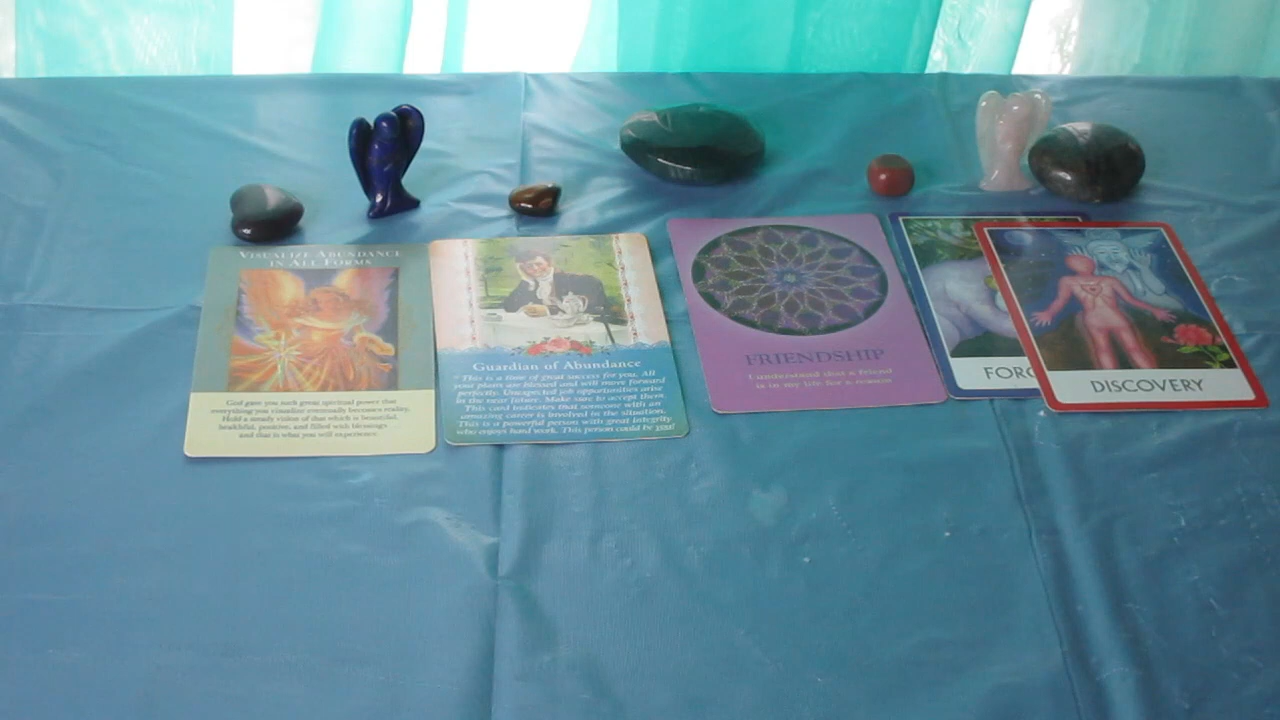 VISUALIZE ABUNDANCE
IN ALL FORMS
God gave you such great spiritual power that
everything you visualize eventually becomes reality.
Hold a steady vision of that which is beautiful,
healthful, positive, and filled with blessings
and that is what you will experience.
Guardian of Abundance
"This is a time of great success for you. All
your plans are blessed and will move forward
perfectly. Unexpected job opportunities arise
in the near future. Make sure to accept them.
This card indicates that someone with an
amazing career is involved in the situation.
This is a powerful person with great integrity
who enjoys hard work. This person could be you!
FRIENDSHIP
I understand that a friend
is in my life for a reason
FORC
DISCOVERY